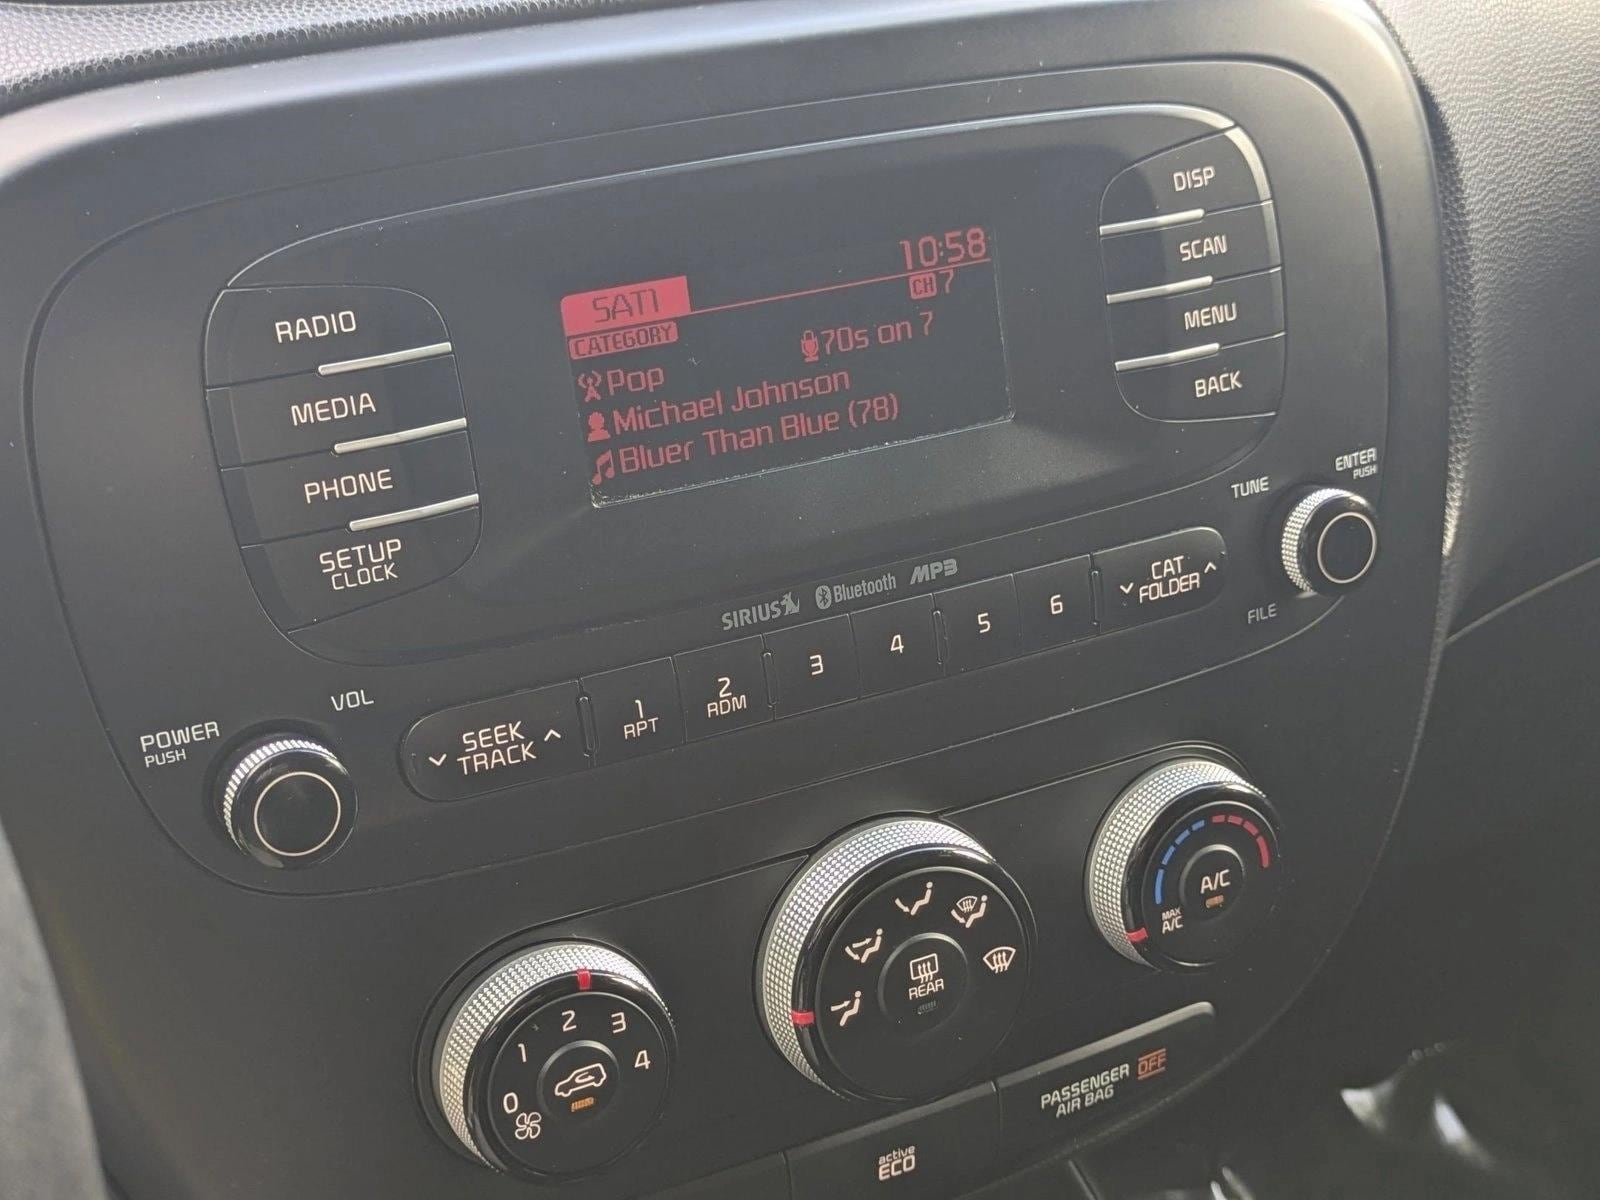 10:58
SAT1
CH 7
CATEGORY
70s on 7
Pop
Michael Johnson
Bluer Than Blue (78)
RADIO
MEDIA
PHONE
SETUP
CLOCK
DISP
SCAN
MENU
BACK
SIRIUS Bluetooth MP3
TUNE
ENTER
PUSH
FILE
POWER
PUSH
VOL
SEEK
TRACK
1
RPT
2
RDM
3
4
5
6
CAT
FOLDER
0 1 2 3 4
REAR
A/C
MAX
A/C
PASSENGER
AIR BAG
OFF
active
ECO